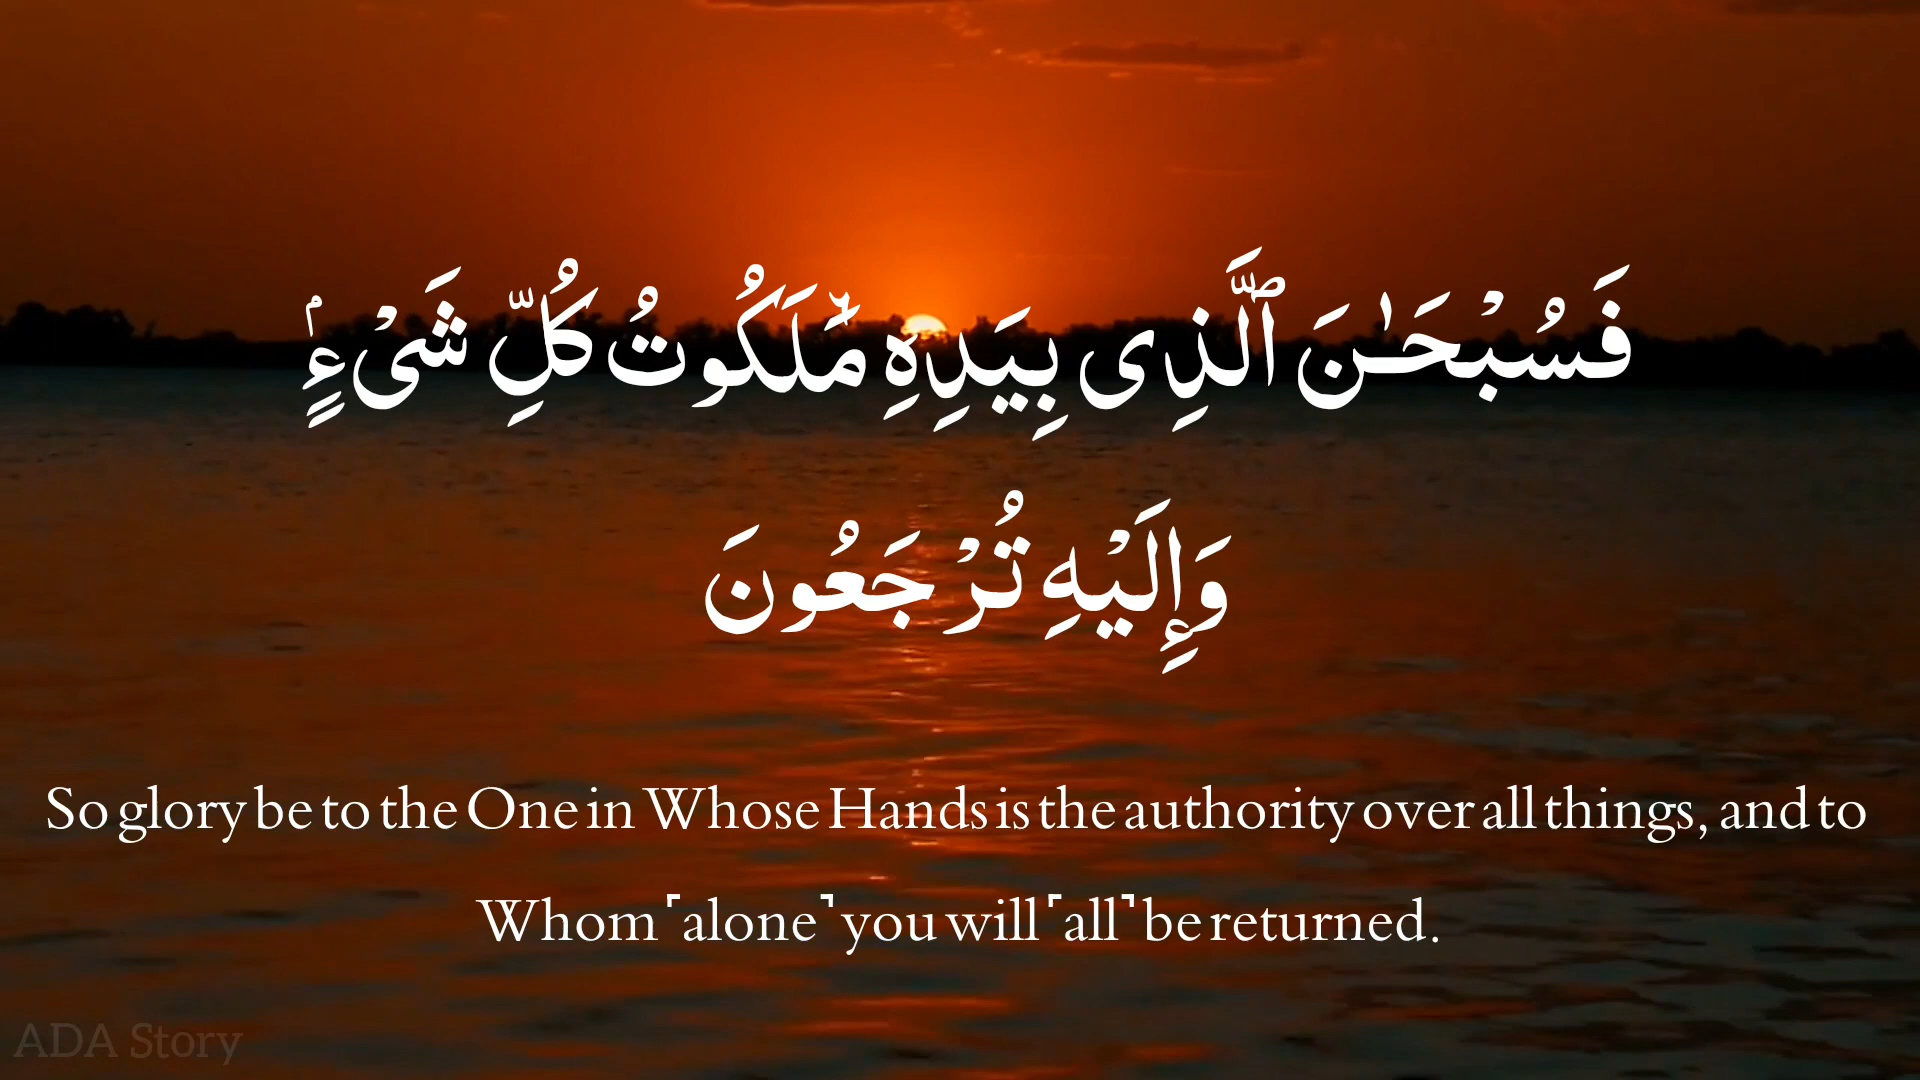 فَسُبْحَـٰنَ ٱلَّذِى بِيَدِهِۦ مَلَكُوتُ كُلِّ شَىْءٍۢ
وَإِلَيْهِ تُرْجَعُونَ
So glory be to the One in Whose Hands is the authority over all things, and to
Whom ˹alone˺ you will ˹all˺ be returned.
ADA Story